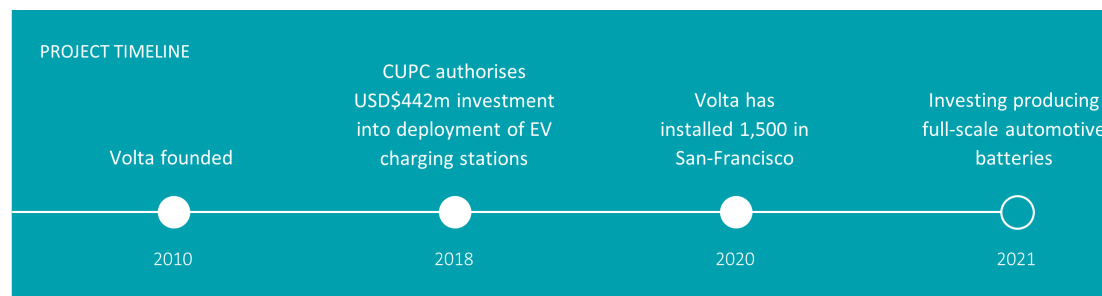 PROJECT TIMELINE
Volta founded
CUPC authorises
USD$442m investment
into deployment of EV
charging stations
Volta has
installed 1,500 in
San-Francisco
Investing producing
full-scale automotive
batteries
2010
2018
2020
2021